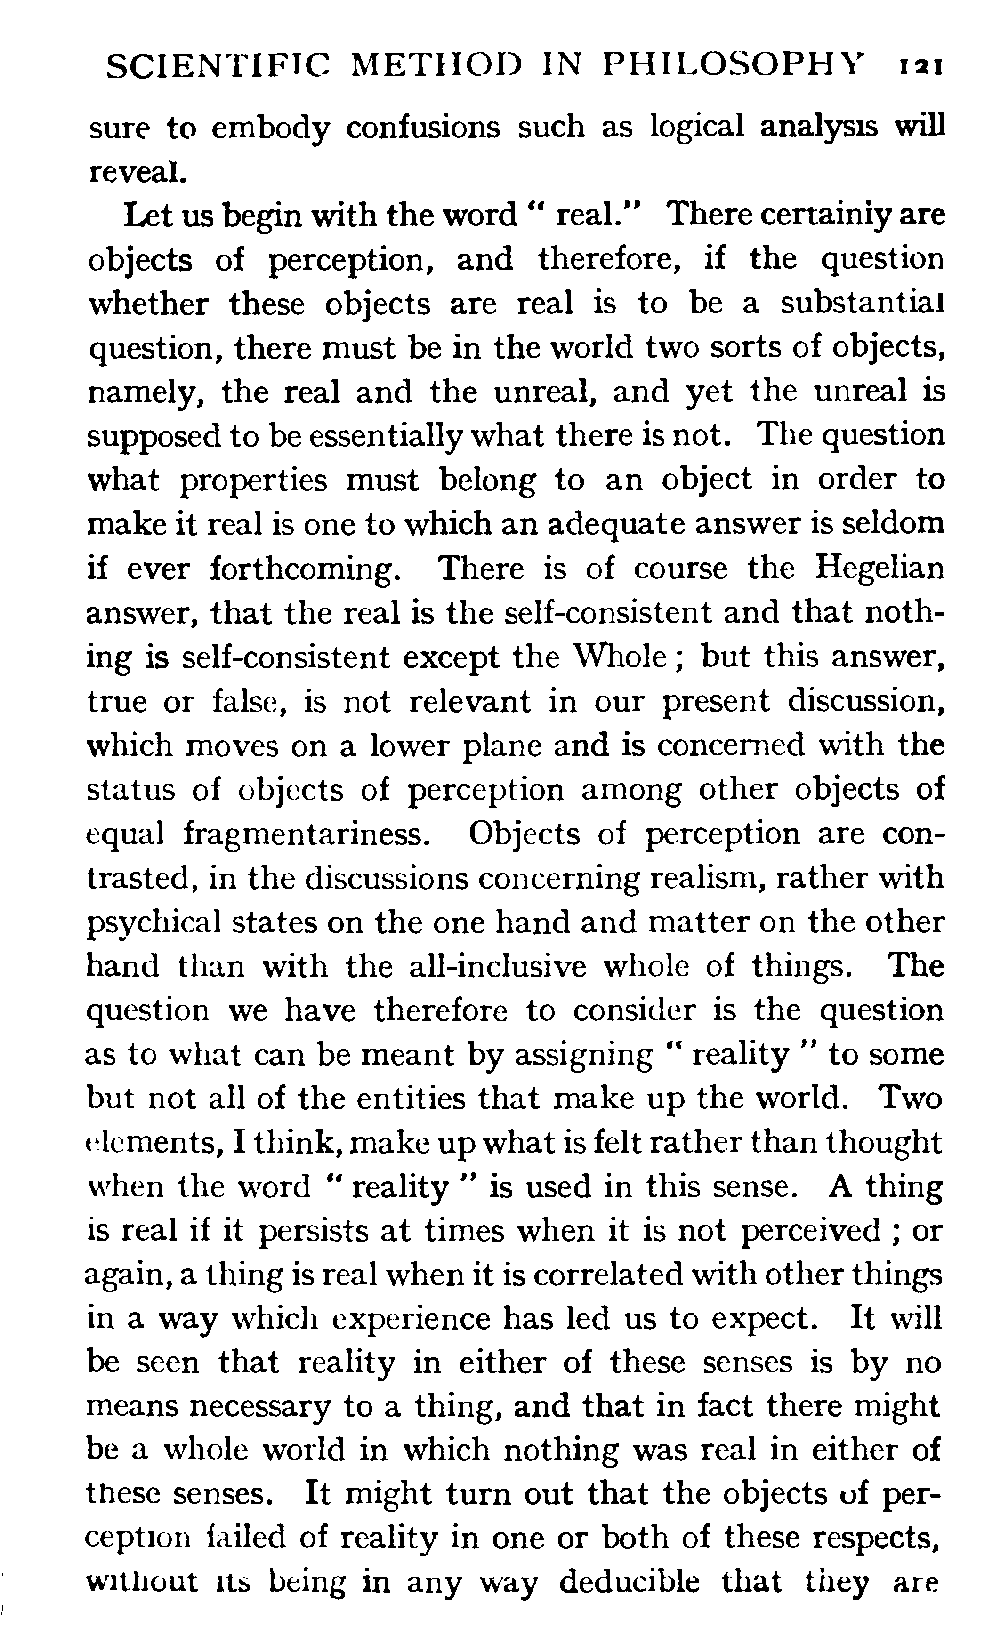 SCIENTIFIC METHOD IN PHILOSOPHY 121
sure to embody confusions such as logical analysis will
reveal.
Let us begin with the word " real." There certainiy are
objects of perception, and therefore, if the question
whether these objects are real is to be a substantial
question, there must be in the world two sorts of objects,
namely, the real and the unreal, and yet the unreal is
supposed to be essentially what there is not. The question
what properties must belong to an object in order to
make it real is one to which an adequate answer is seldom
if ever forthcoming. There is of course the Hegelian
answer, that the real is the self-consistent and that noth-
ing is self-consistent except the Whole ; but this answer,
true or false, is not relevant in our present discussion,
which moves on a lower plane and is concerned with the
status of objects of perception among other objects of
equal fragmentariness. Objects of perception are con-
trasted, in the discussions concerning realism, rather with
psychical states on the one hand and matter on the other
hand than with the all-inclusive whole of things. The
question we have therefore to consider is the question
as to what can be meant by assigning " reality " to some
but not all of the entities that make up the world. Two
elements, I think, make up what is felt rather than thought
when the word " reality " is used in this sense. A thing
is real if it persists at times when it is not perceived ; or
again, a thing is real when it is correlated with other things
in a way which experience has led us to expect. It will
be seen that reality in either of these senses is by no
means necessary to a thing, and that in fact there might
be a whole world in which nothing was real in either of
these senses. It might turn out that the objects of per-
ception failed of reality in one or both of these respects,
without its being in any way deducible that they are